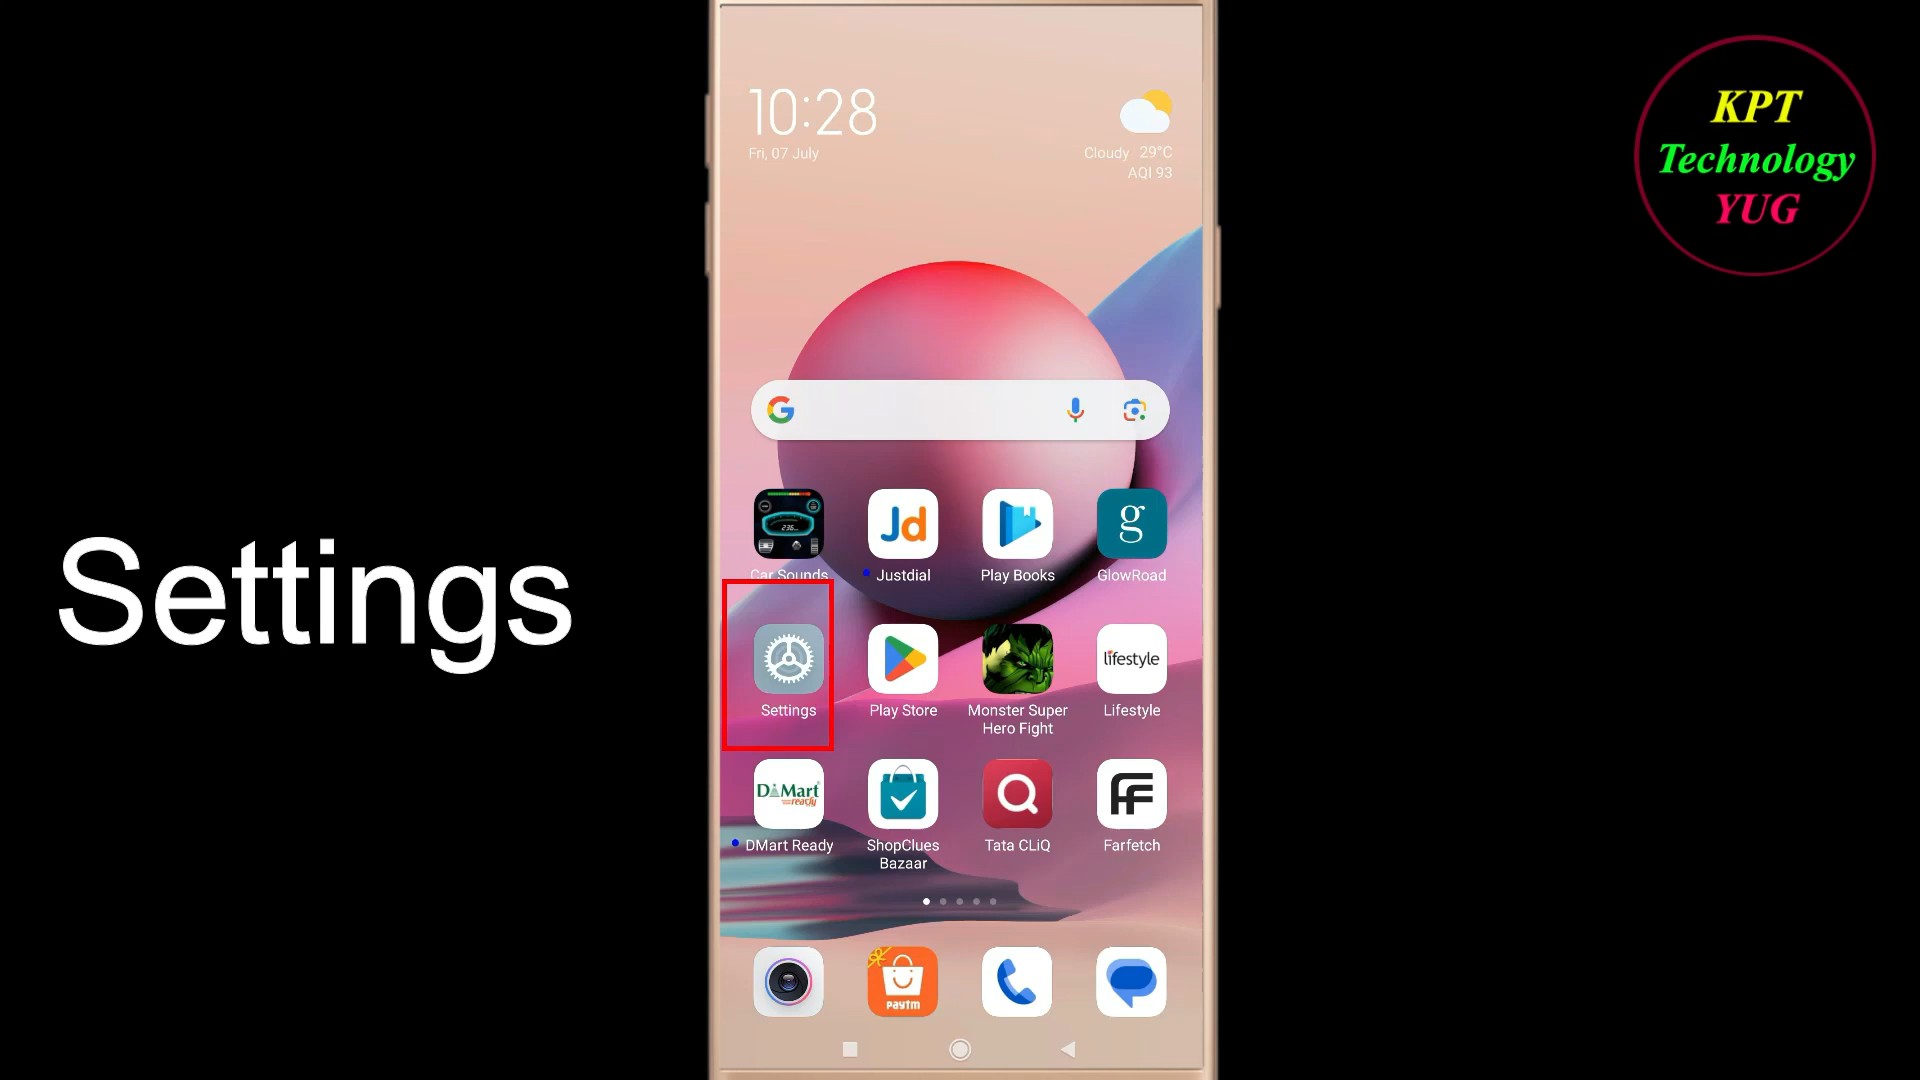 KPT
Technology
YUG
10:28
Fri, 07 July
Cloudy 29°C
AQI 93
Jd
g
Car Sounds
Justdial
Play Books
GlowRoad
Settings
lifestyle
Settings
Play Store
Monster Super
Hero Fight
Lifestyle
DMart
ready
DMart Ready
ShopClues
Bazaar
Tata CLiQ
Farfetch
paytm